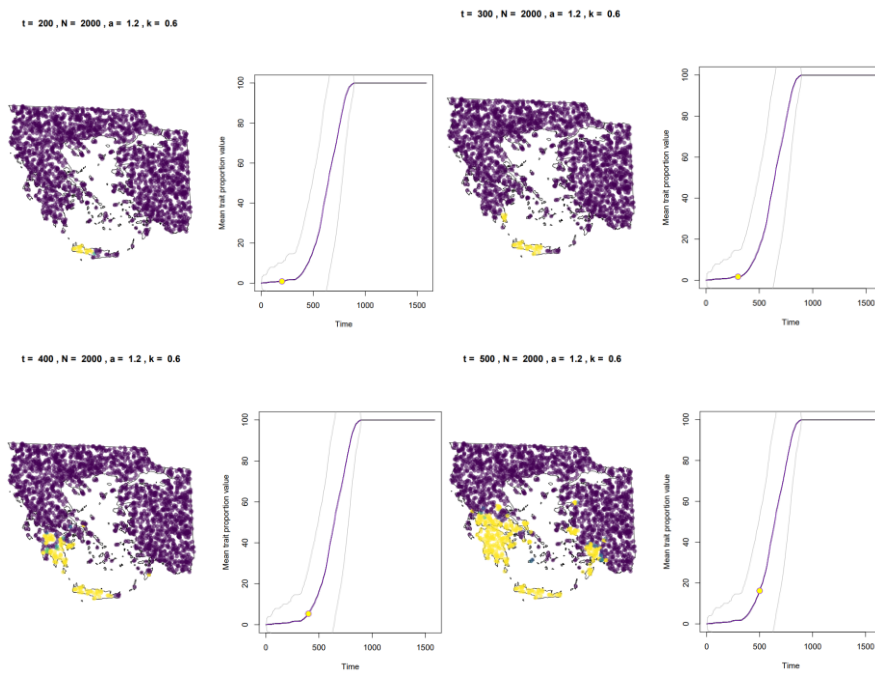 t = 200 , N = 2000 , a = 1.2 , k = 0.6
t = 300 , N = 2000 , a = 1.2 , k = 0.6
Mean trait proportion value
0 20 40 60 80 100
0 500 1000 1500
Time
Mean trait proportion value
0 20 40 60 80 100
0 500 1000 1500
Time
t = 400 , N = 2000 , a = 1.2 , k = 0.6
t = 500 , N = 2000 , a = 1.2 , k = 0.6
Mean trait proportion value
0 20 40 60 80 100
0 500 1000 1500
Time
Mean trait proportion value
0 20 40 60 80 100
0 500 1000 1500
Time